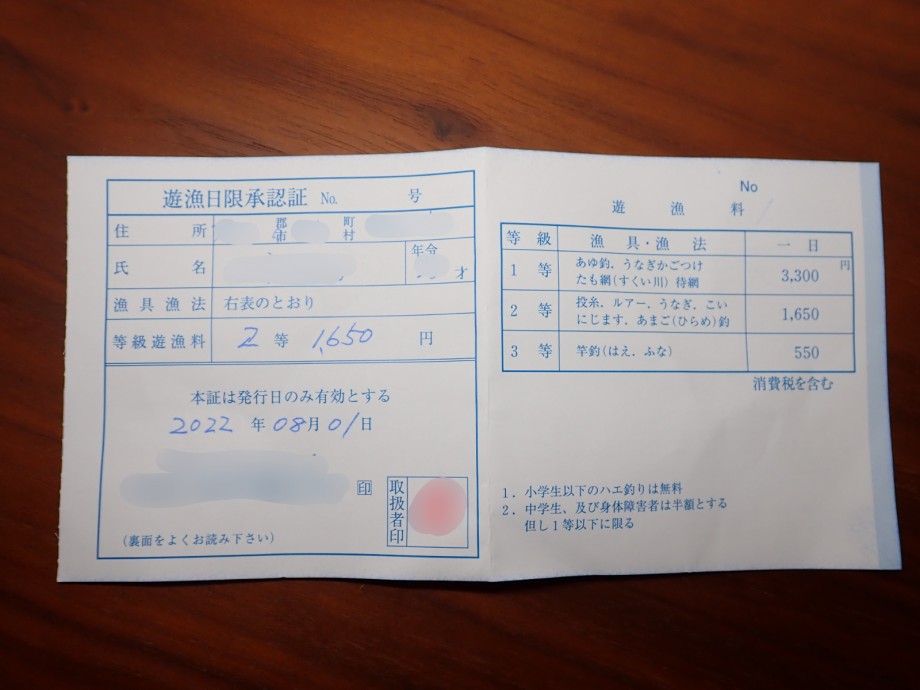 遊漁日限承認証 No. 号
住所 郡市 町村
氏名 年令 才
漁具漁法 右表のとおり
等級遊漁料 2 等 1,650 円
本証は発行日のみ有効とする
2022 年 08 月 01 日
印 取扱者印
(裏面をよくお読み下さい)
No
遊漁料
等級 漁具・漁法 一日
1等 あゆ釣.うなぎかごつけ 3,300 円
たも網(すくい川) 待網
2等 投糸、ルアー、うなぎ、こい 1,650
にじます.あまご(ひらめ)釣
3等 竿釣(はえ.ふな) 550
消費税を含む
1.小学生以下のハエ釣りは無料
2.中学生、及び身体障害者は半額とする
但し1等以下に限る